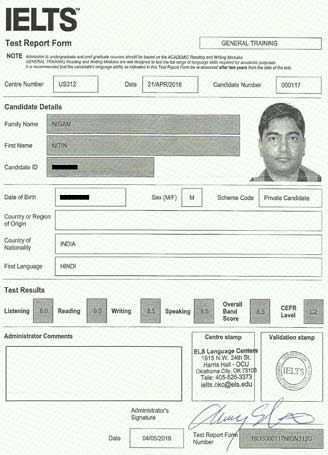 IELTS™
Test Report Form
GENERAL TRAINING
NOTE Admission to undergraduate and post graduate courses should be based on the ACADEMIC Reading and Writing Modules.
GENERAL TRAINING Reading and Writing Modules are not designed to test the full range of language skills required for academic purposes.
It is recommended that the candidate's language ability as indicated in this Test Report Form be re-assessed after two years from the date of the test.
Centre Number US312 Date 21/APR/2018 Candidate Number 000117
Candidate Details
Family Name NIGAM
First Name NITIN
Candidate ID
Date of Birth Sex (M/F) M Scheme Code Private Candidate
Country or Region of Origin
Country of Nationality INDIA
First Language HINDI
Test Results
Listening Reading 9.0 Writing 8.5 Speaking Overall Band Score 8.5 CEFR Level C2
Administrator Comments
Centre stamp
Validation stamp
ELS Language Centers
1915 N.W. 24th St.
Harris Hall - OCU
Oklahoma City, OK 73106
Tele: 405-525-3373
ielts.okc@els.edu
IELTS
Administrator's Signature
Date 04/05/2018
Test Report Form Number